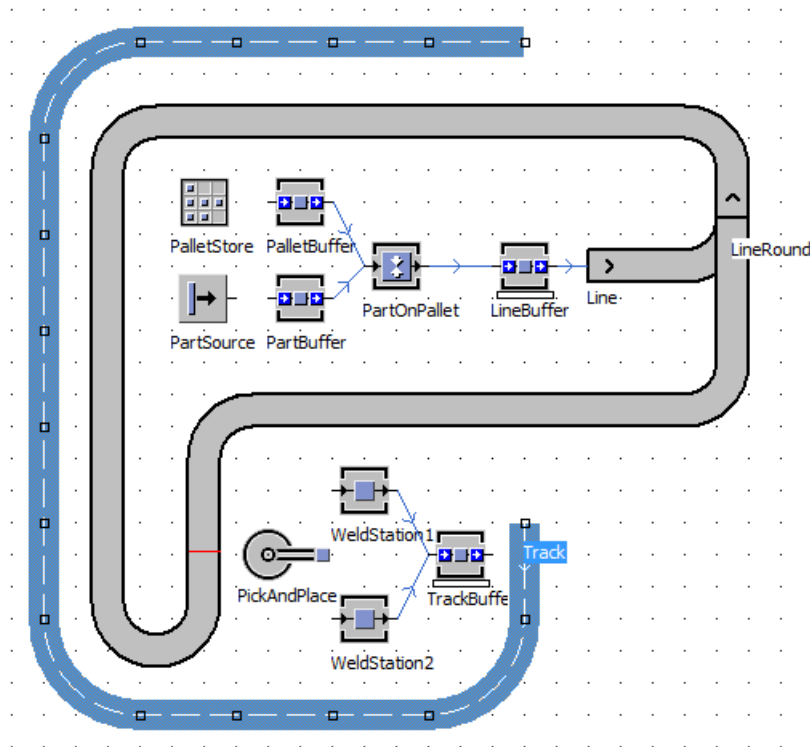 PalletStore
PalletBuffer
LineRound
PartOnPallet
LineBuffer
Line
PartSource
PartBuffer
WeldStation1
Track
PickAndPlace
TrackBuffe
WeldStation2